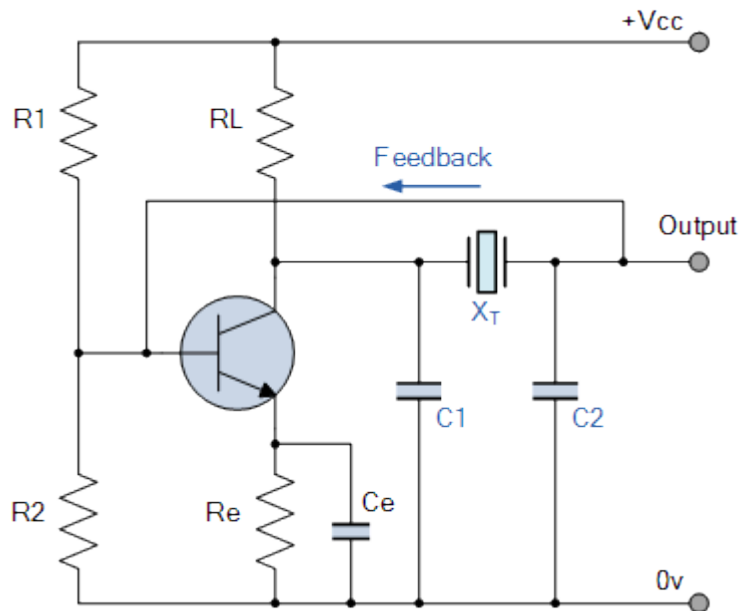 +Vcc
R1
RL
Feedback
Output
XT
C1
C2
R2
Re
Ce
0v